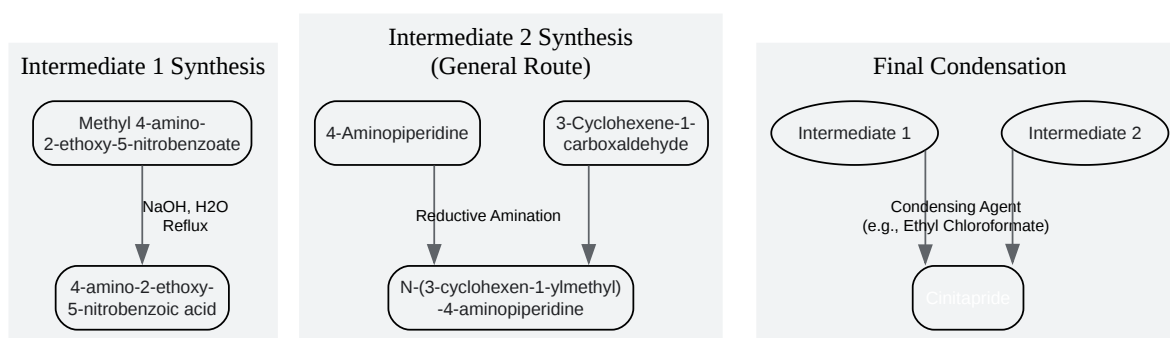 Intermediate 1 Synthesis
Methyl 4-amino-
2-ethoxy-5-nitrobenzoate
NaOH, H2O
Reflux
4-amino-2-ethoxy-
5-nitrobenzoic acid
Intermediate 2 Synthesis
(General Route)
4-Aminopiperidine
3-Cyclohexene-1-
carboxaldehyde
Reductive Amination
N-(3-cyclohexen-1-ylmethyl)
-4-aminopiperidine
Final Condensation
Intermediate 1
Intermediate 2
Condensing Agent
(e.g., Ethyl Chloroformate)
Cinitapride